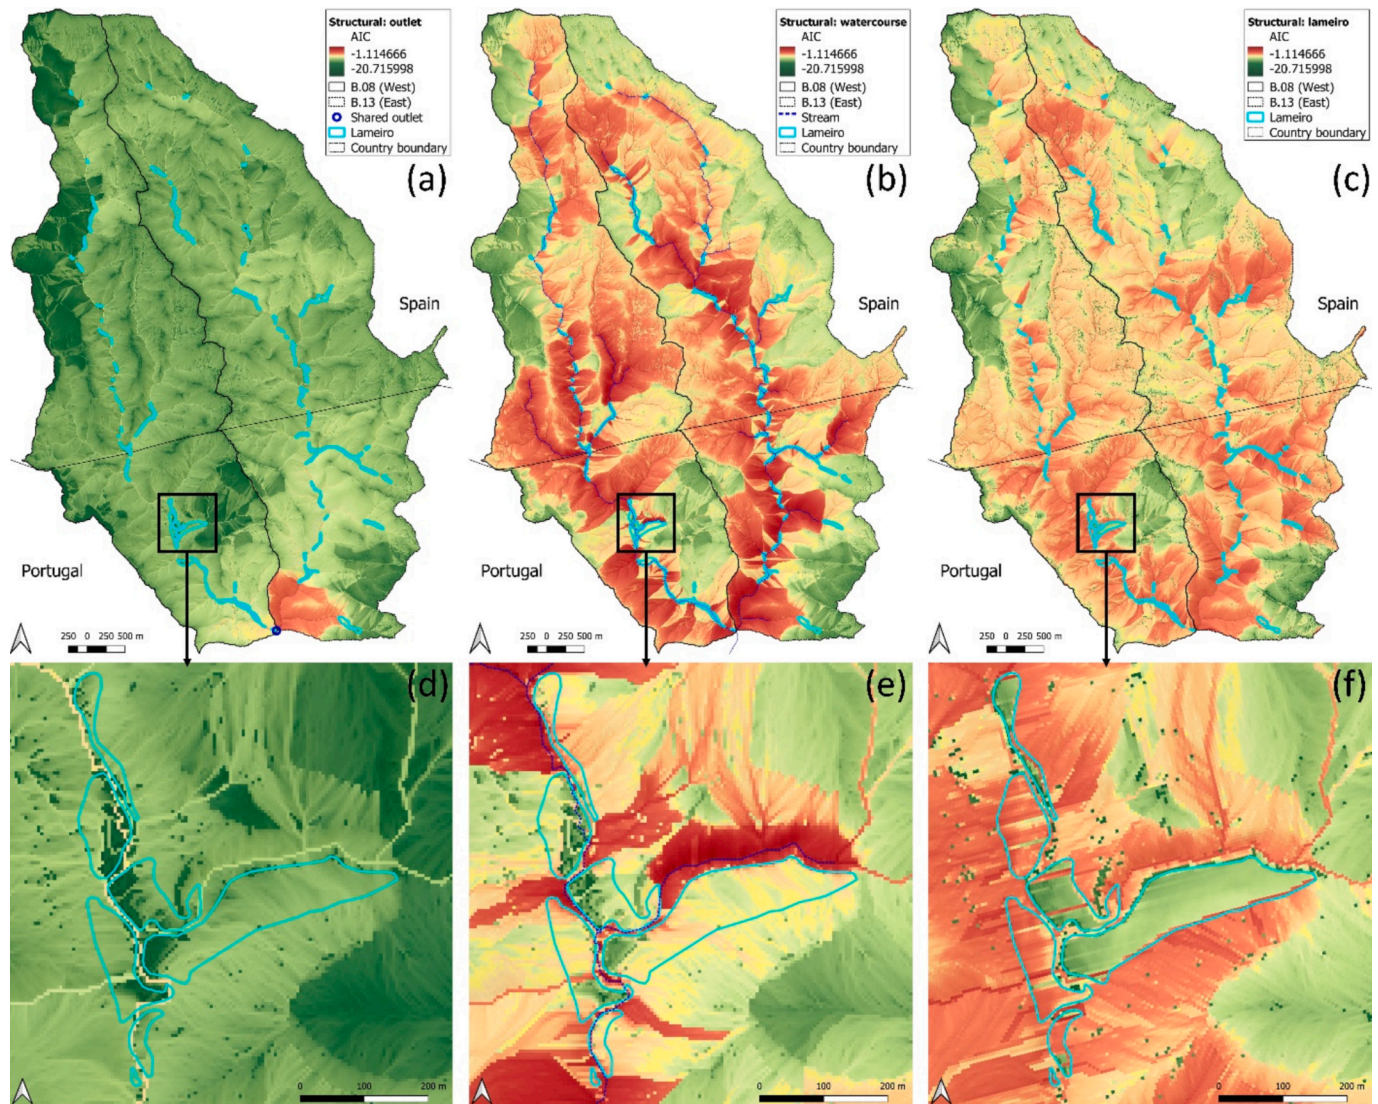 Structural: outlet
AIC
-1.114666
-20.715998
B.08 (West)
B.13 (East)
Shared outlet
Lameiro
Country boundary
(a)
Spain
Portugal
250 0 250 500 m
Structural: watercourse
AIC
-1.114666
-20.715998
B.08 (West)
B.13 (East)
Stream
Lameiro
Country boundary
(b)
Spain
Portugal
250 0 250 500 m
Structural: lameiro
AIC
-1.114666
-20.715998
B.08 (West)
B.13 (East)
Lameiro
Country boundary
(c)
Spain
Portugal
250 0 250 500 m
(d)
0 100 200 m
(e)
0 100 200 m
(f)
0 100 200 m